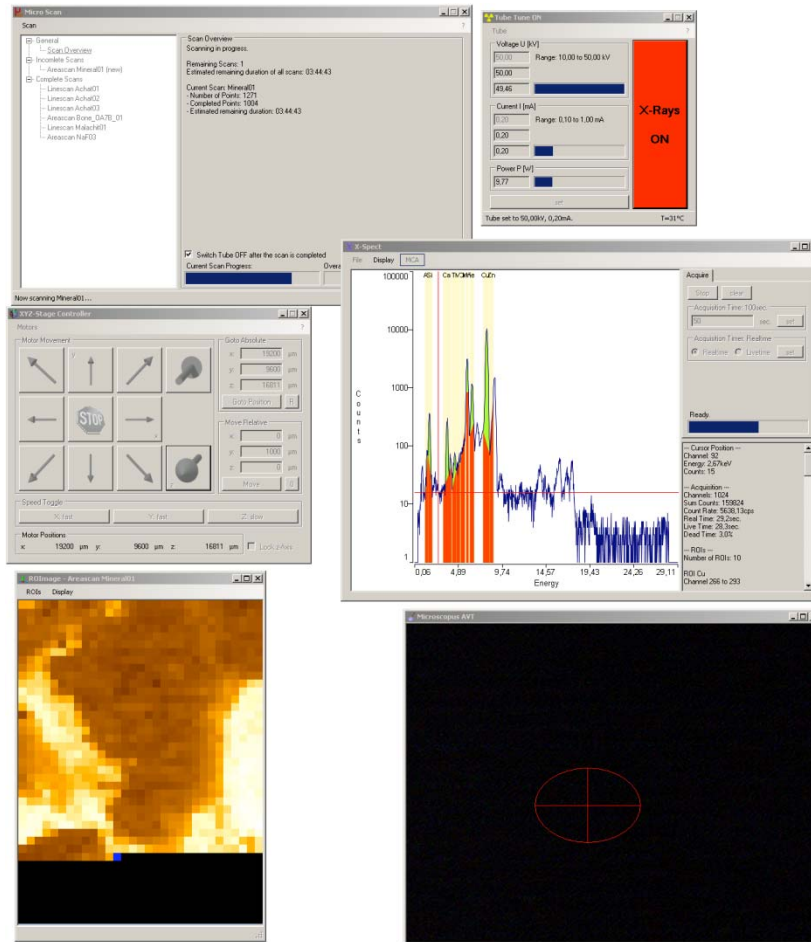 Micro Scan
Scan
?
General
Scan Overview
Incomlete Scans
Areascan Mineral01 (new)
Complete Scans
Linescan Achat01
Linescan Achat02
Linescan Achat03
Areascan Bone_OA7B_01
Linescan Malachit01
Areascan NaF03
Scan Overview
Scanning in progress.
Remaining Scans: 1
Estimated remaining duration of all scans: 03:44:43
Current Scan: Mineral01
- Number of Points: 1271
- Completed Points: 1004
- Estimated remaining duration: 03:44:43
Switch Tube OFF after the scan is completed
Current Scan Progress:
Overa
Now scanning Mineral01...
Tube Tune ON
Tube
?
Voltage U [kV]
50,00
Range: 10,00 to 50,00 kV
50,00
49,46
Current I [mA]
0,20
Range: 0,10 to 1,00 mA
0,20
0,20
Power P [W]
9,77
set
X-Rays
ON
Tube set to 50,00kV, 0,20mA.
T=31°C
XYZ-Stage Controller
Motors
?
Motor Movement
y
STOP
x
z
Goto Absolute
x: 19200 µm
y: 9600 µm
z: 16811 µm
Goto Position
R
Move Relative
x: 0 µm
y: 1000 µm
z: 0 µm
Move
0
Speed Toggle
X: fast
Y: fast
Z: slow
Motor Positions
x: 19200 µm y: 9600 µm z: 16811 µm
Lock z-Axis
X-Spect
File
Display
MCA
100000
10000
1000
100
10
1
Counts
0,06
4,89
9,74
14,57
19,43
24,26
29,11
Energy
Acquire
Stop
clear
Acquisition Time: 100sec.
90
sec.
set
Acquisition Timer: Realtime
Realtime
Livetime
set
Ready.
--- Cursor Position ---
Channel: 92
Energy: 2,67keV
Counts: 15
--- Acquisition ---
Channels: 1024
Sum Counts: 159824
Count Rate: 5638,13cps
Real Time: 29,2sec.
Live Time: 28,3sec.
Dead Time: 3,0%
--- ROIs ---
Number of ROIs: 10
ROI Cu
Channel 266 to 293
ROIImage - Areascan Mineral01
ROIs
Display
Microscopus AVT